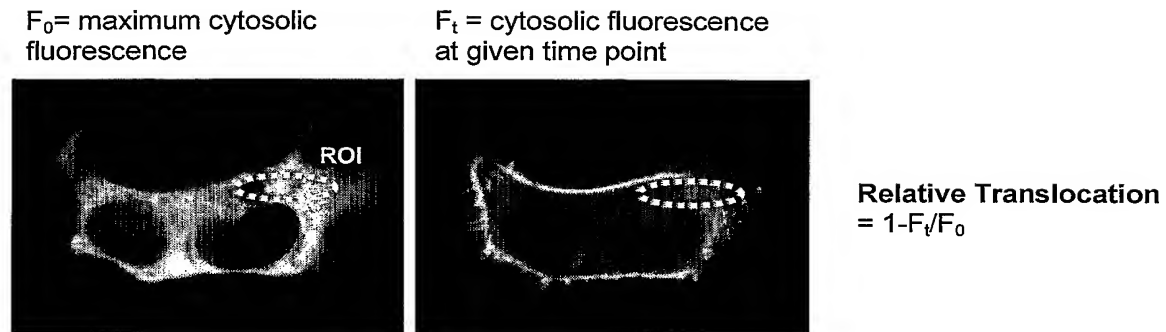 F₀= maximum cytosolic
fluorescence
Fₜ = cytosolic fluorescence
at given time point
ROI
Relative Translocation
= 1-Fₜ/F₀